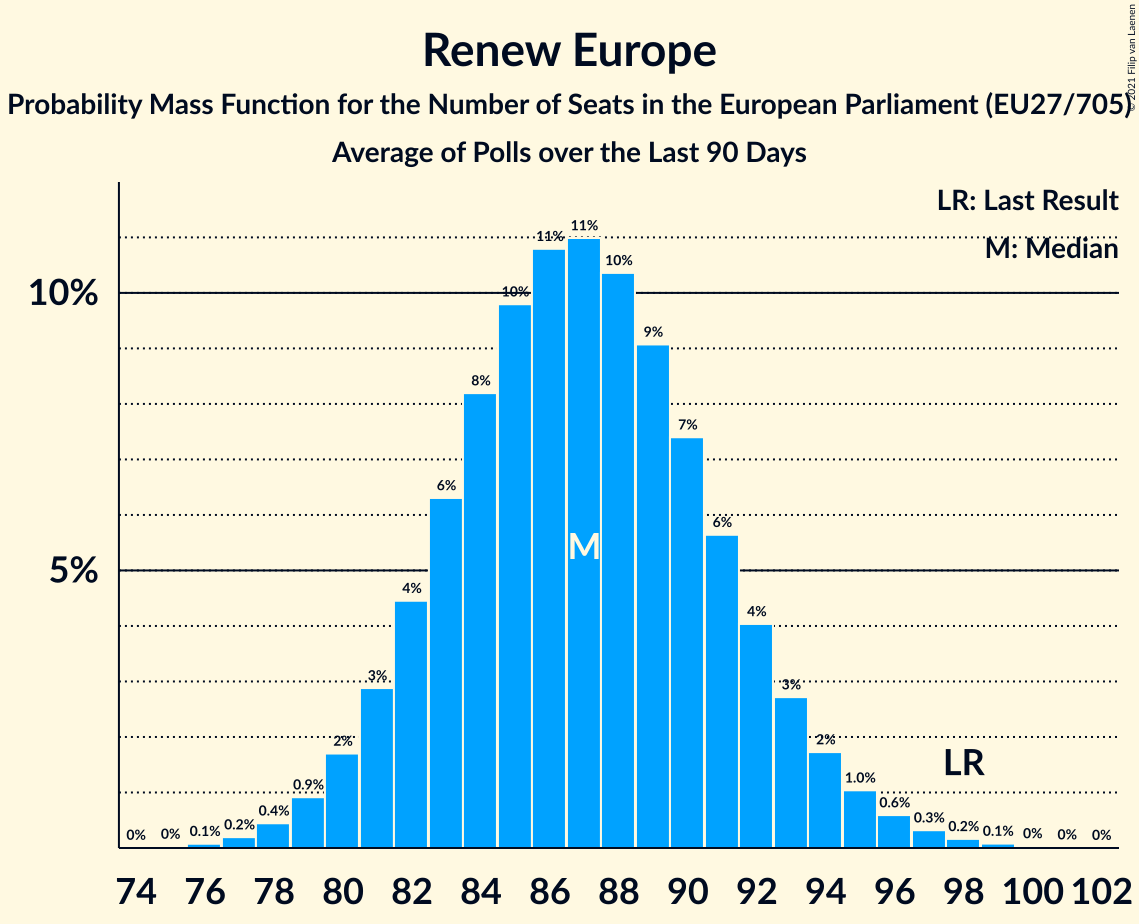 © 2021 Filip van Laenen
Renew Europe
Probability Mass Function for the Number of Seats in the European Parliament (EU27/705)
Average of Polls over the Last 90 Days
LR: Last Result
M: Median
10%
5%
0% 0% 0.1% 0.2% 0.4% 0.9% 2% 3% 4% 6% 8% 10% 11% 11% 10% 9% 7% 6% 4% 3% 2% 1.0% 0.6% 0.3% 0.2% 0.1% 0% 0% 0%
M
LR
74 76 78 80 82 84 86 88 90 92 94 96 98 100 102